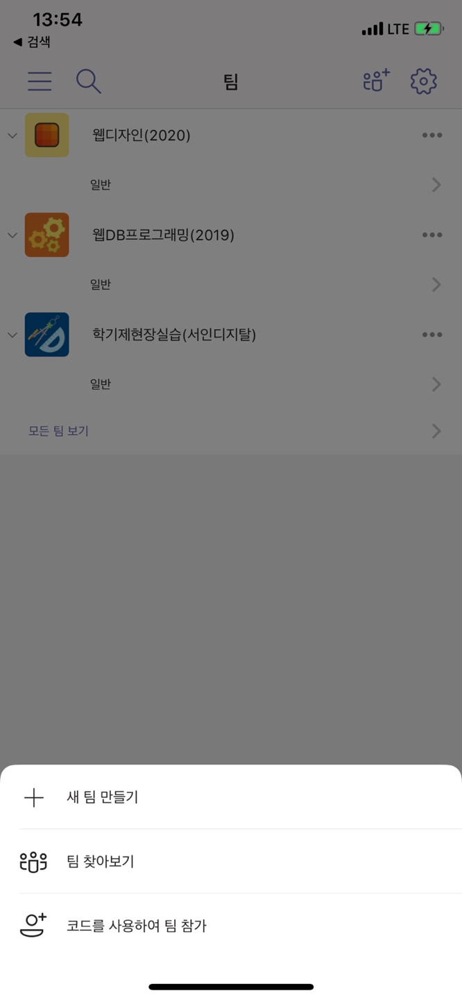 13:54
◀ 검색
LTE
팀
웹디자인(2020)
일반
웹DB프로그래밍(2019)
일반
학기제현장실습(서인디지탈)
일반
모든 팀 보기
새 팀 만들기
팀 찾아보기
코드를 사용하여 팀 참가